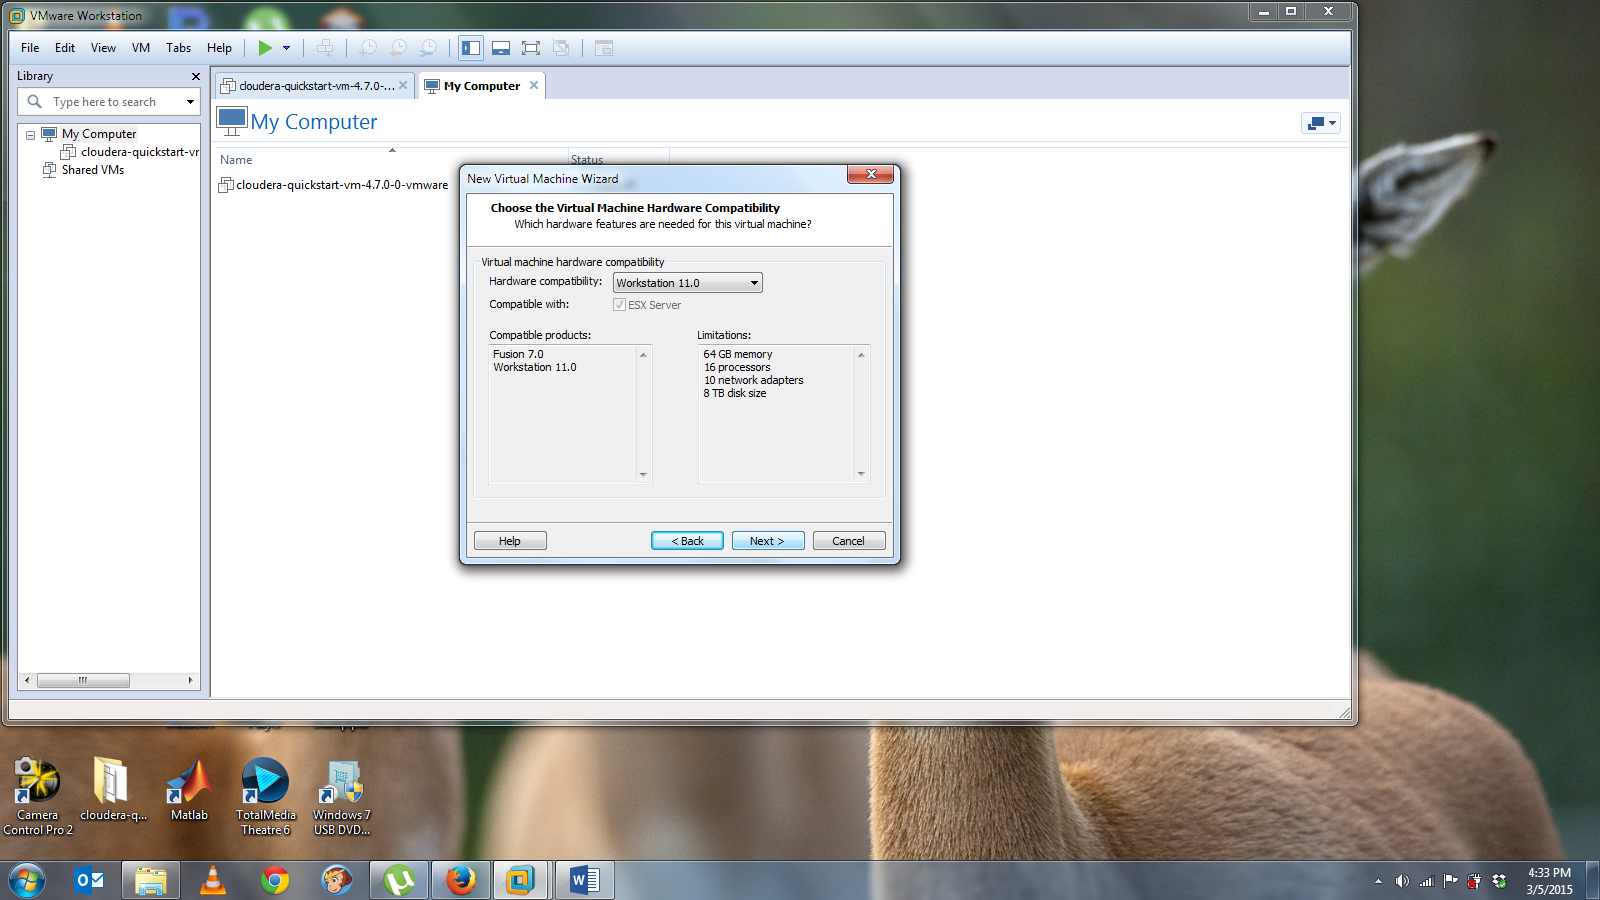 VMware Workstation
File Edit View VM Tabs Help
Library
Type here to search
My Computer
cloudera-quickstart-vr
Shared VMs
cloudera-quickstart-vm-4.7.0-...
My Computer
My Computer
Name Status
cloudera-quickstart-vm-4.7.0-0-vmware
New Virtual Machine Wizard
Choose the Virtual Machine Hardware Compatibility
Which hardware features are needed for this virtual machine?
Virtual machine hardware compatibility
Hardware compatibility: Workstation 11.0
Compatible with: ESX Server
Compatible products: Limitations:
Fusion 7.0
Workstation 11.0
64 GB memory
16 processors
10 network adapters
8 TB disk size
Help < Back Next > Cancel
Camera
Control Pro 2
cloudera-q...
Matlab
TotalMedia
Theatre 6
Windows 7
USB DVD...
4:33 PM
3/5/2015